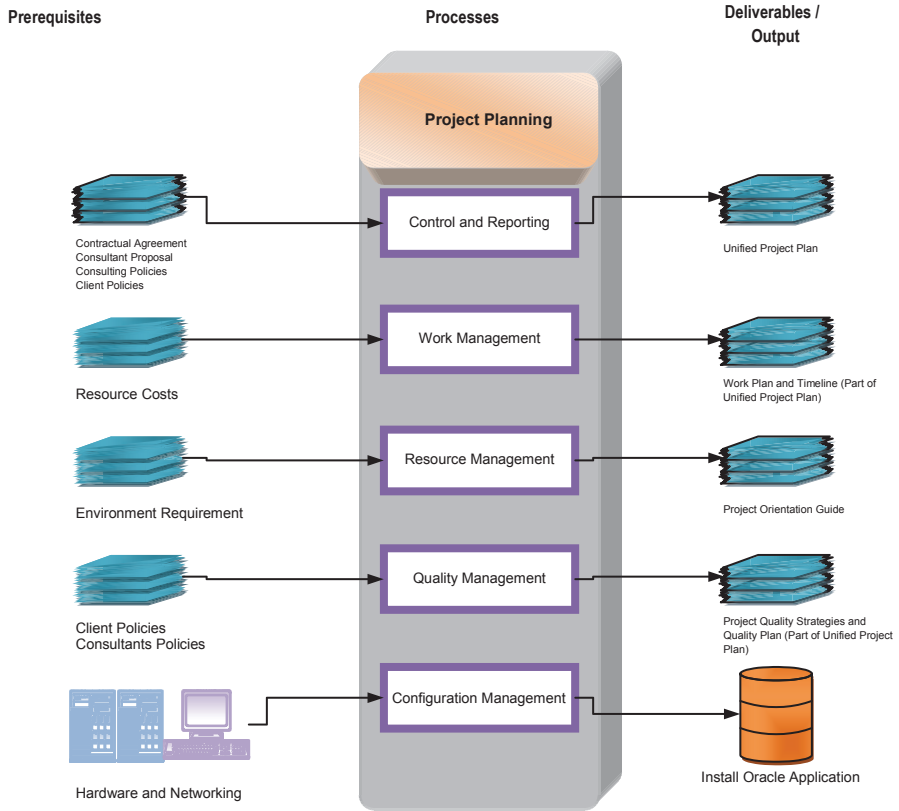 Prerequisites
Processes
Deliverables /
Output
Project Planning
Control and Reporting
Contractual Agreement
Consultant Proposal
Consulting Policies
Client Policies
Unified Project Plan
Work Management
Resource Costs
Work Plan and Timeline (Part of
Unified Project Plan)
Resource Management
Environment Requirement
Project Orientation Guide
Quality Management
Client Policies
Consultants Policies
Project Quality Strategies and
Quality Plan (Part of Unified Project
Plan)
Configuration Management
Hardware and Networking
Install Oracle Application